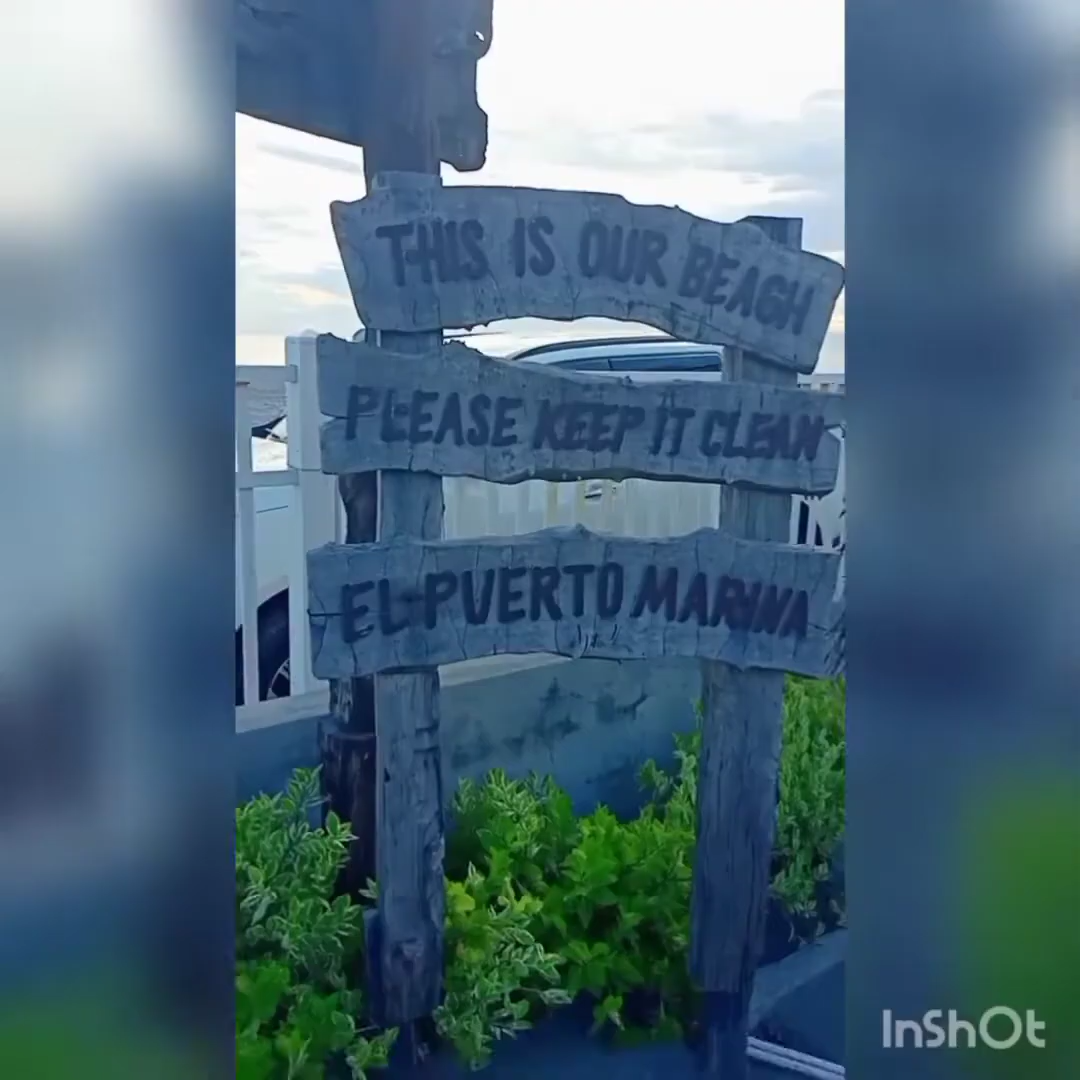 THIS IS OUR BEACH
PLEASE KEEP IT CLEAN
EL PUERTO MARINA
InShOt